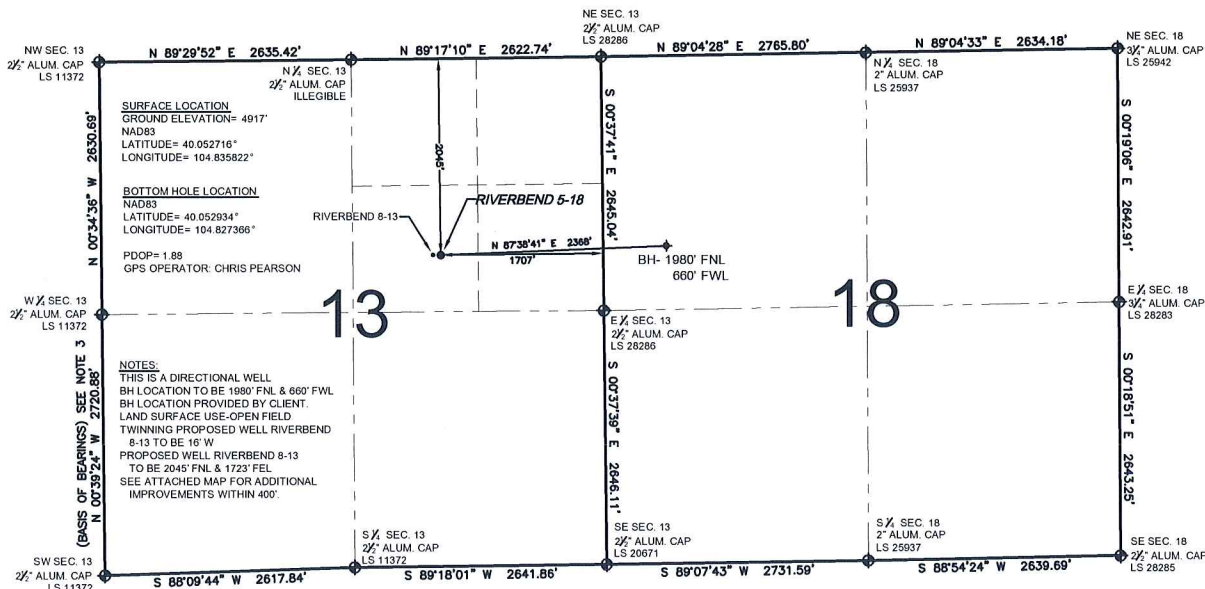 NE SEC. 13
2½" ALUM. CAP
LS 28286
NW SEC. 13
2½" ALUM. CAP
LS 11372
N 89°29'52" E 2635.42'
N 89°17'10" E 2622.74'
N 89°04'28" E 2765.80'
N 89°04'33" E 2634.18'
NE SEC. 18
3¼" ALUM. CAP
LS 25942
N ¼ SEC. 13
2½" ALUM. CAP
ILLEGIBLE
N ¼ SEC. 18
2" ALUM. CAP
LS 25937
SURFACE LOCATION
GROUND ELEVATION= 4917'
NAD83
LATITUDE= 40.052716°
LONGITUDE= 104.835822°
BOTTOM HOLE LOCATION
NAD83
LATITUDE= 40.052934°
LONGITUDE= 104.827366°
PDOP= 1.88
GPS OPERATOR: CHRIS PEARSON
N 00°34'36" W 2630.69'
2045'
S 00°37'41" E 2645.04'
S 00°19'06" E 2642.91'
RIVERBEND 8-13
RIVERBEND 5-18
N 87°38'41" E 2368'
1707'
BH- 1980' FNL
660' FWL
13
18
W ¼ SEC. 13
2½" ALUM. CAP
LS 11372
E ¼ SEC. 13
2½" ALUM. CAP
LS 28286
E ¼ SEC. 18
3¼" ALUM. CAP
LS 28283
NOTES:
THIS IS A DIRECTIONAL WELL
BH LOCATION TO BE 1980' FNL & 660' FWL
BH LOCATION PROVIDED BY CLIENT.
LAND SURFACE USE-OPEN FIELD
TWINNING PROPOSED WELL RIVERBEND
8-13 TO BE 16' W
PROPOSED WELL RIVERBEND 8-13
TO BE 2045' FNL & 1723' FEL
SEE ATTACHED MAP FOR ADDITIONAL
IMPROVEMENTS WITHIN 400'.
(BASIS OF BEARINGS) SEE NOTE 3
N 00°39'24" W 2720.88'
S 00°37'39" E 2646.11'
S 00°18'51" E 2643.25'
SW SEC. 13
2½" ALUM. CAP
LS 11372
S ¼ SEC. 13
2½" ALUM. CAP
LS 11372
SE SEC. 13
2½" ALUM. CAP
LS 20671
S ¼ SEC. 18
2" ALUM. CAP
LS 25937
SE SEC. 18
2½" ALUM. CAP
LS 28285
S 88°09'44" W 2617.84'
S 89°18'01" W 2641.86'
S 89°07'43" W 2731.59'
S 88°54'24" W 2639.69'